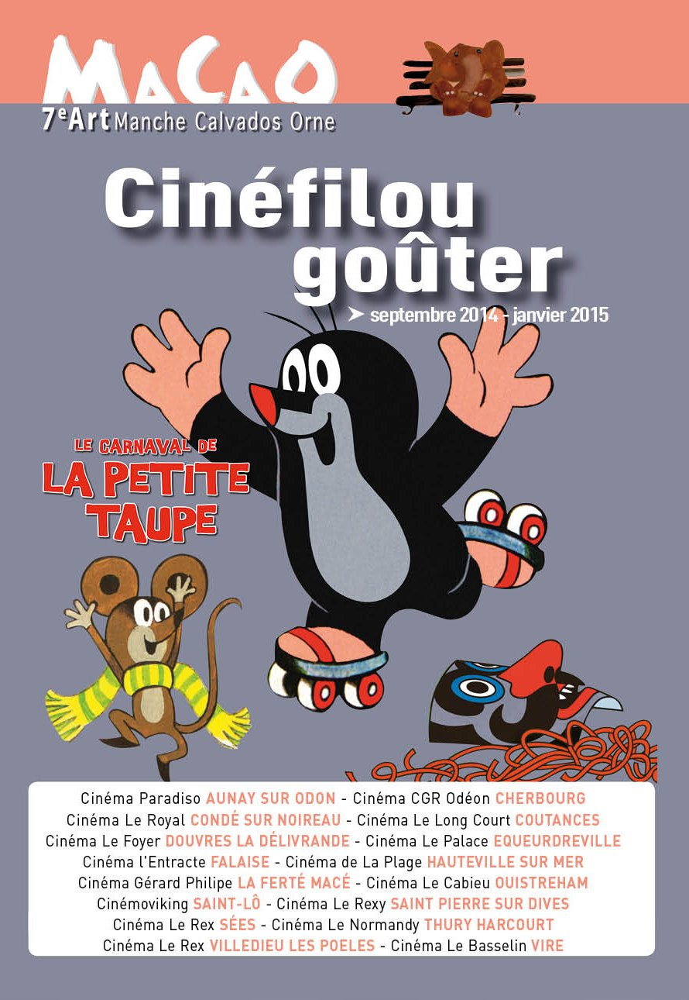 MaCaO
7eArt Manche Calvados Orne
Cinéfilou
goûter
➤ septembre 2014 - janvier 2015
LE CARNAVAL DE
LA PETITE
TAUPE
Cinéma Paradiso AUNAY SUR ODON - Cinéma CGR Odéon CHERBOURG
Cinéma Le Royal CONDÉ SUR NOIREAU - Cinéma Le Long Court COUTANCES
Cinéma Le Foyer DOUVRES LA DÉLIVRANDE - Cinéma Le Palace EQUEURDREVILLE
Cinéma l'Entracte FALAISE - Cinéma de La Plage HAUTEVILLE SUR MER
Cinéma Gérard Philipe LA FERTÉ MACÉ - Cinéma Le Cabieu OUISTREHAM
Cinémoviking SAINT-LÔ - Cinéma Le Rexy SAINT PIERRE SUR DIVES
Cinéma Le Rex SÉES - Cinéma Le Normandy THURY HARCOURT
Cinéma Le Rex VILLEDIEU LES POELES - Cinéma Le Basselin VIRE